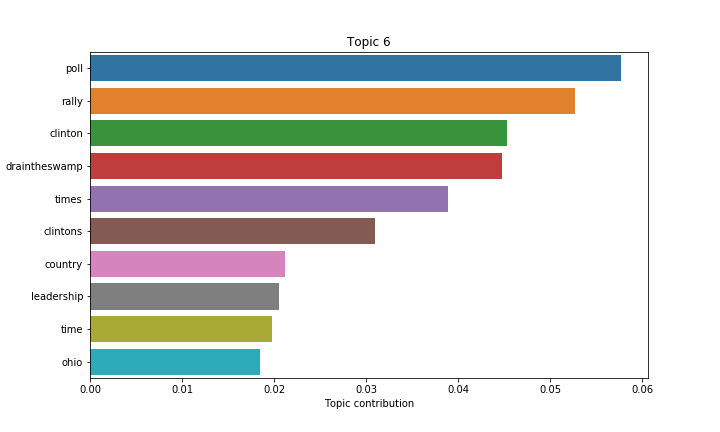 Topic 6
poll
rally
clinton
draintheswamp
times
clintons
country
leadership
time
ohio
0.00 0.01 0.02 0.03 0.04 0.05 0.06
Topic contribution